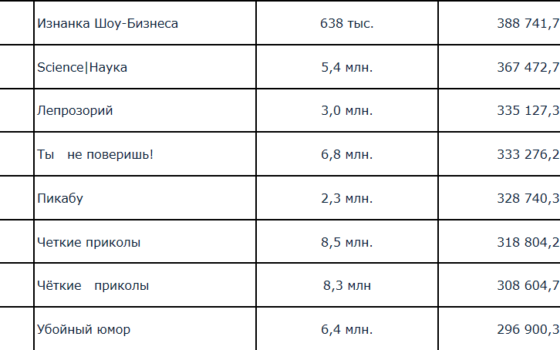 Изнанка Шоу-Бизнеса 638 тыс. 388 741,7
Science|Наука 5,4 млн. 367 472,7
Лепрозорий 3,0 млн. 335 127,3
Ты не поверишь! 6,8 млн. 333 276,2
Пикабу 2,3 млн. 328 740,3
Четкие приколы 8,5 млн. 318 804,2
Чёткие приколы 8,3 млн 308 604,7
Убойный юмор 6,4 млн. 296 900,3